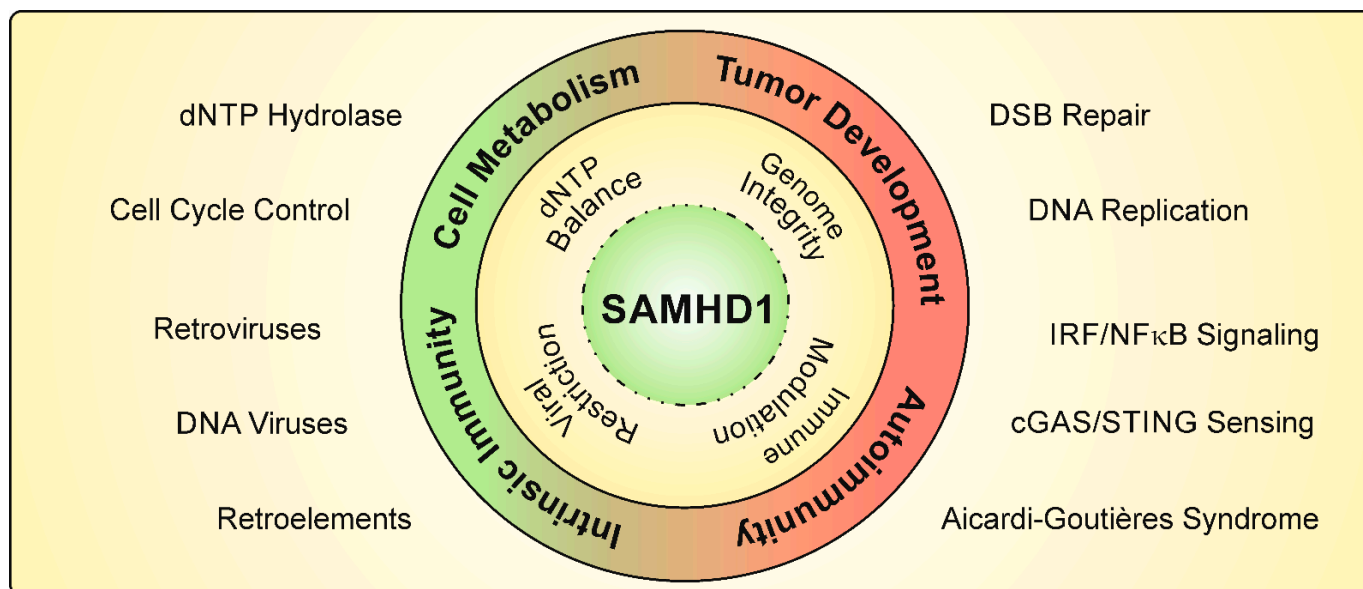 dNTP Hydrolase
Cell Cycle Control
Retroviruses
DNA Viruses
Retroelements
Cell Metabolism
Tumor Development
Intrinsic Immunity
Autoimmunity
dNTP
Balance
Genome
Integrity
SAMHD1
Viral
Restriction
Immune
Modulation
DSB Repair
DNA Replication
IRF/NFκB Signaling
cGAS/STING Sensing
Aicardi-Goutières Syndrome